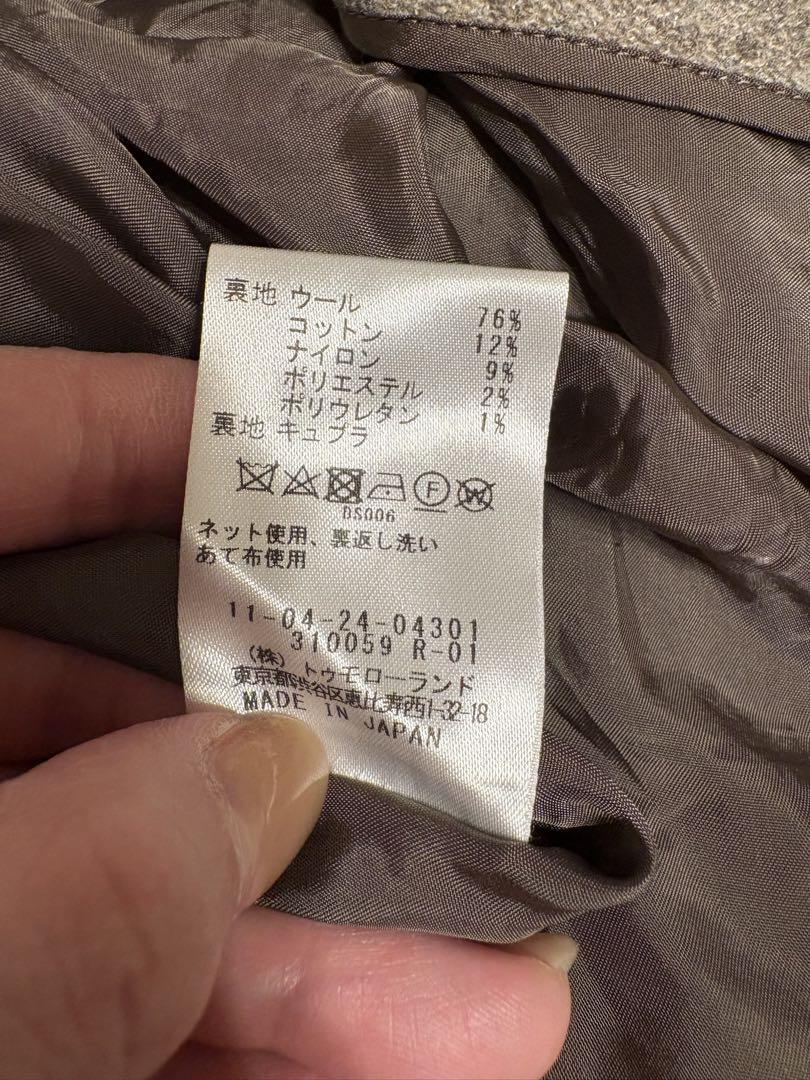 裏地 ウール 76%
コットン 12%
ナイロン 9%
ポリエステル 2%
ポリウレタン 1%
裏地 キュプラ
F W
DS006
ネット使用、裏返し洗い
あて布使用
11-04-24-04301
310059 R-01
(株) トゥモローランド
東京都渋谷区恵比寿西1-32-18
MADE IN JAPAN